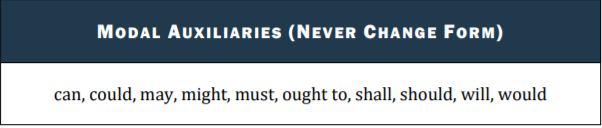 MODAL AUXILIARIES (NEVER CHANGE FORM)
can, could, may, might, must, ought to, shall, should, will, would